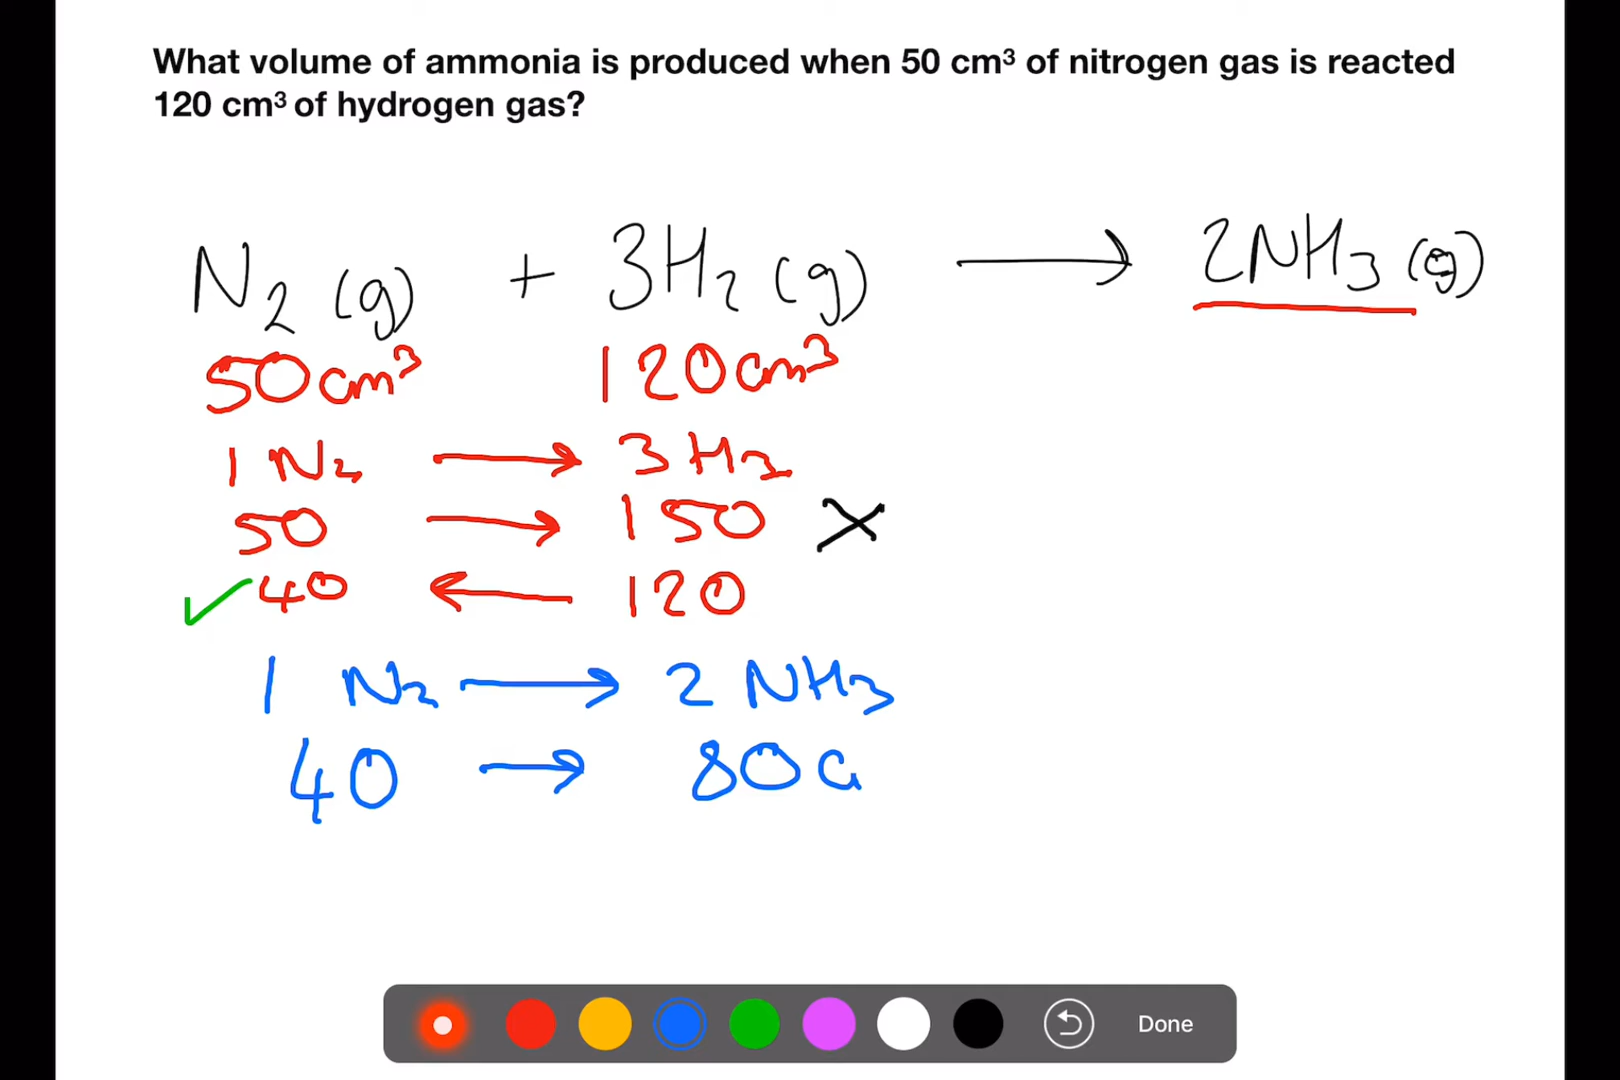 What volume of ammonia is produced when 50 cm³ of nitrogen gas is reacted
120 cm³ of hydrogen gas?
N₂ (g) + 3H₂ (g) ⟶ 2NH₃ (g)
50cm³ 120cm³
1 N₂ → 3 H₂
50 → 150 X
✓ 40 ← 120
1 N₂ → 2 NH₃
40 → 80 c
Done